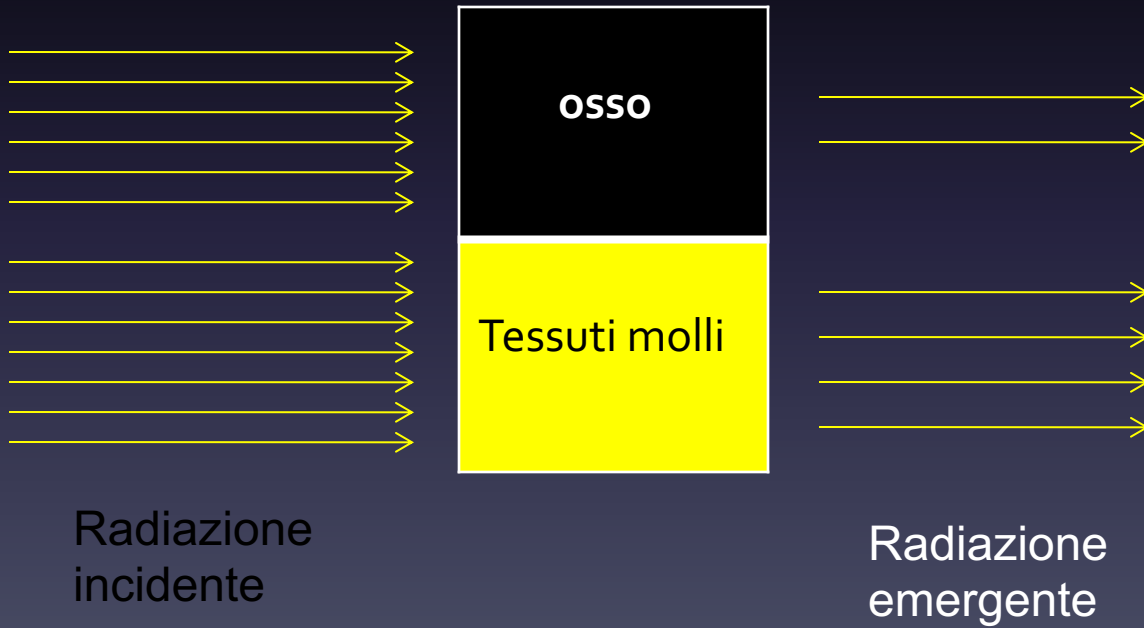 osso
Tessuti molli
Radiazione
incidente
Radiazione
emergente